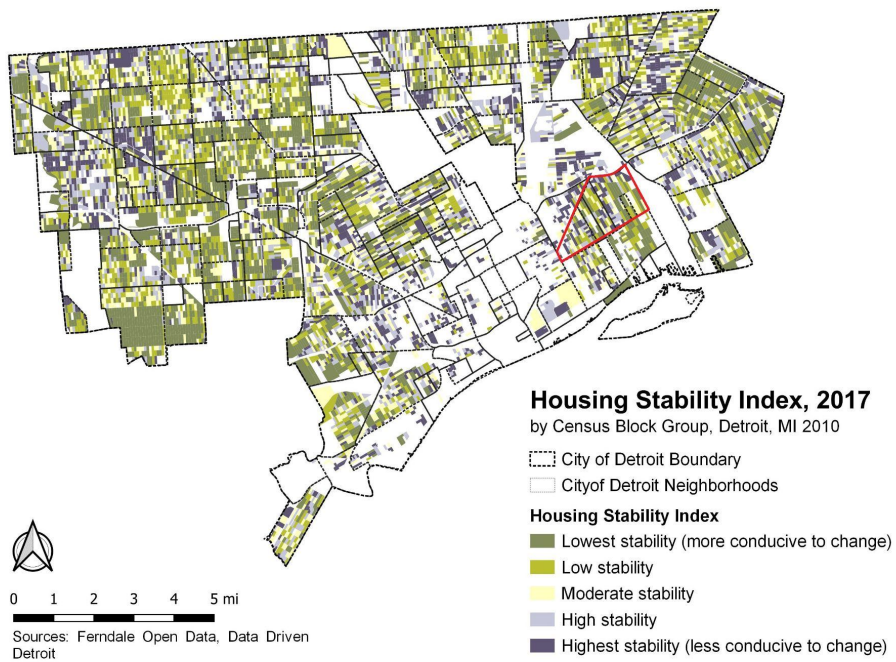 Housing Stability Index, 2017
by Census Block Group, Detroit, MI 2010
City of Detroit Boundary
Cityof Detroit Neighborhoods
Housing Stability Index
Lowest stability (more conducive to change)
Low stability
Moderate stability
High stability
Highest stability (less conducive to change)
0 1 2 3 4 5 mi
Sources: Ferndale Open Data, Data Driven
Detroit